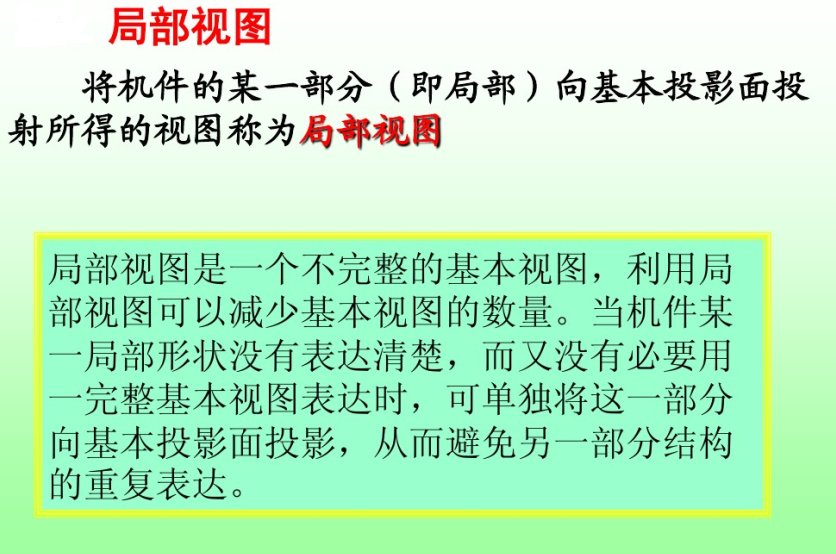 局部视图
将机件的某一部分（即局部）向基本投影面投
射所得的视图称为局部视图
局部视图是一个不完整的基本视图，利用局
部视图可以减少基本视图的数量。当机件某
一局部形状没有表达清楚，而又没有必要用
一完整基本视图表达时，可单独将这一部分
向基本投影面投影，从而避免另一部分结构
的重复表达。